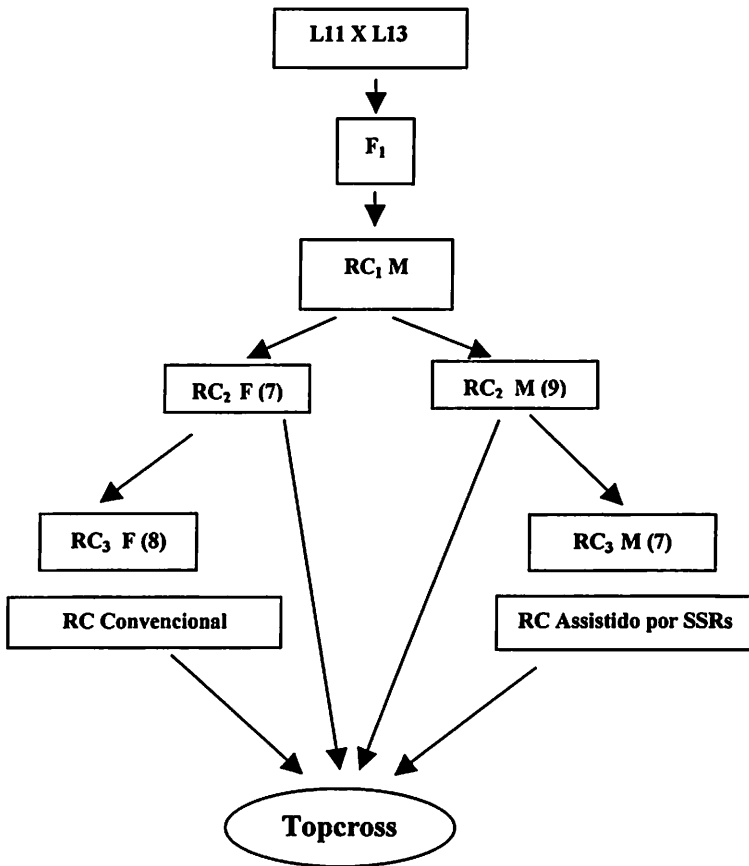 L11 X L13
F₁
RC₁ M
RC₂ F (7)
RC₂ M (9)
RC₃ F (8)
RC₃ M (7)
RC Convencional
RC Assistido por SSRs
Topcross